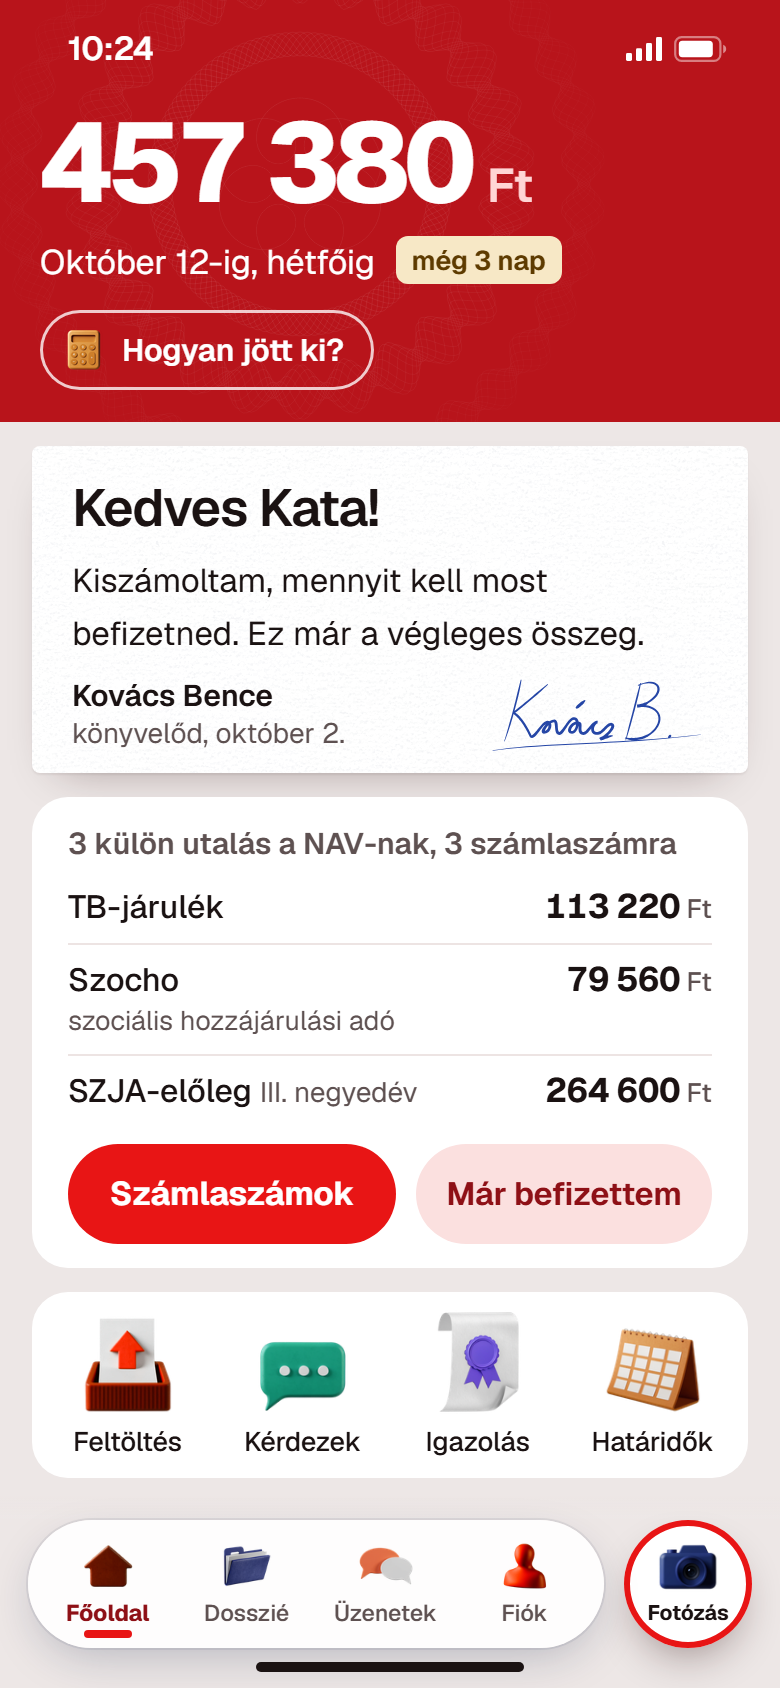 10:24
457 380 Ft
Október 12-ig, hétfőig még 3 nap
Hogyan jött ki?
Kedves Kata!
Kiszámoltam, mennyit kell most
befizetned. Ez már a végleges összeg.
Kovács Bence
könyvelőd, október 2.
Kovács B.
3 külön utalás a NAV-nak, 3 számlaszámra
TB-járulék 113 220 Ft
Szocho 79 560 Ft
szociális hozzájárulási adó
SZJA-előleg III. negyedév 264 600 Ft
Számlaszámok Már befizettem
Feltöltés Kérdezek Igazolás Határidők
Főoldal Dosszié Üzenetek Fiók Fotózás